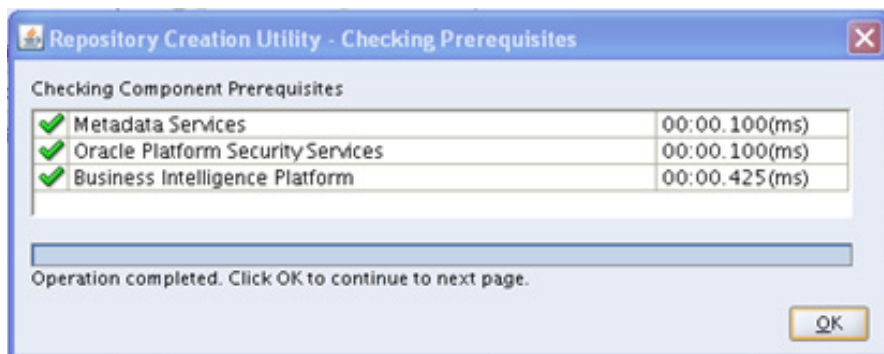 Repository Creation Utility - Checking Prerequisites
Checking Component Prerequisites
Metadata Services 00:00.100(ms)
Oracle Platform Security Services 00:00.100(ms)
Business Intelligence Platform 00:00.425(ms)
Operation completed. Click OK to continue to next page.
OK